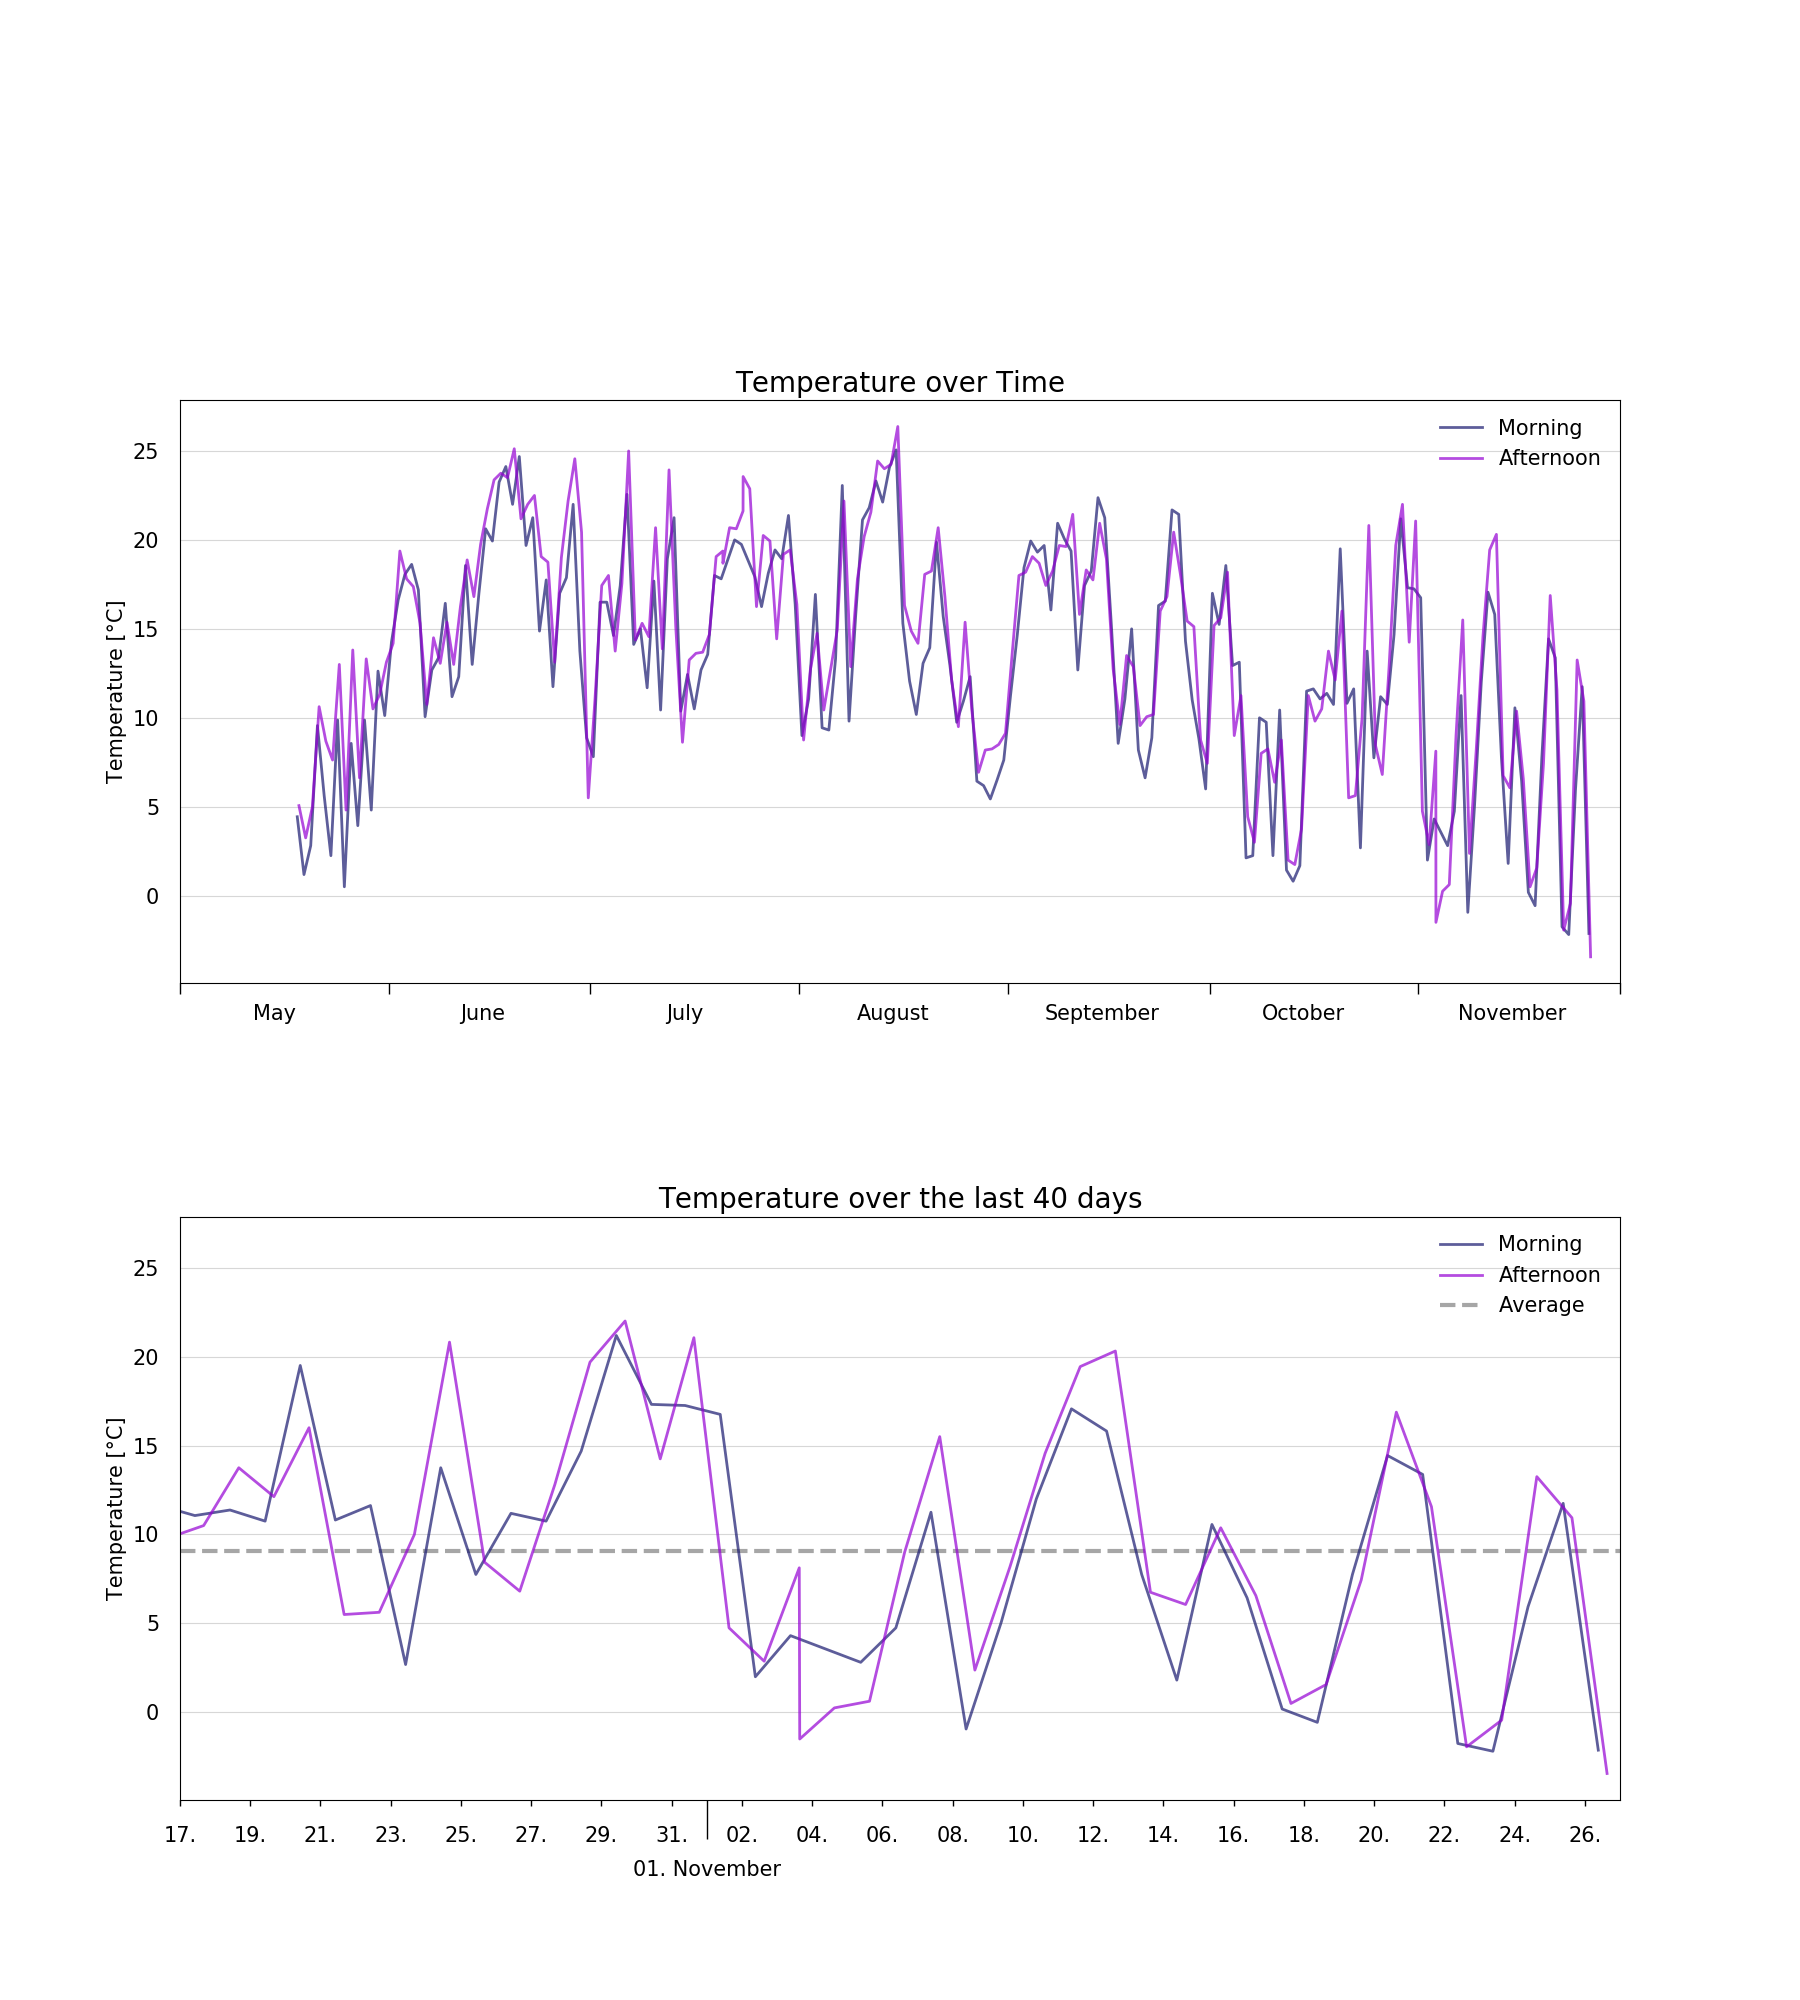 Temperature over Time
Morning
Afternoon
25
20
15
10
5
0
Temperature [°C]
May June July August September October November
Temperature over the last 40 days
Morning
Afternoon
Average
25
20
15
10
5
0
Temperature [°C]
17. 19. 21. 23. 25. 27. 29. 31. 02. 04. 06. 08. 10. 12. 14. 16. 18. 20. 22. 24. 26.
01. November